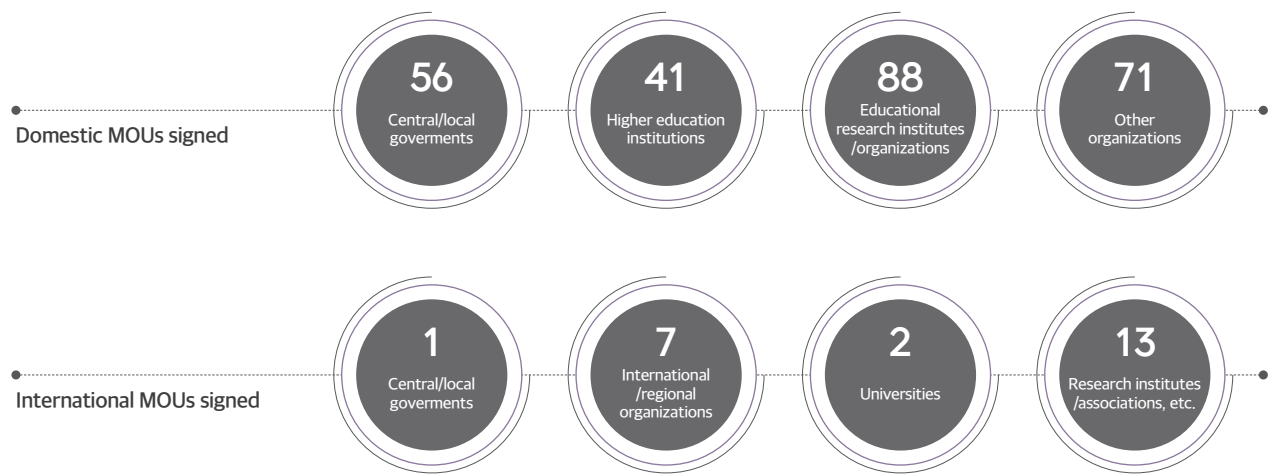 Domestic MOUs signed
56
Central/local
goverments
41
Higher education
institutions
88
Educational
research institutes
/organizations
71
Other
organizations
International MOUs signed
1
Central/local
goverments
7
International
/regional
organizations
2
Universities
13
Research institutes
/associations, etc.